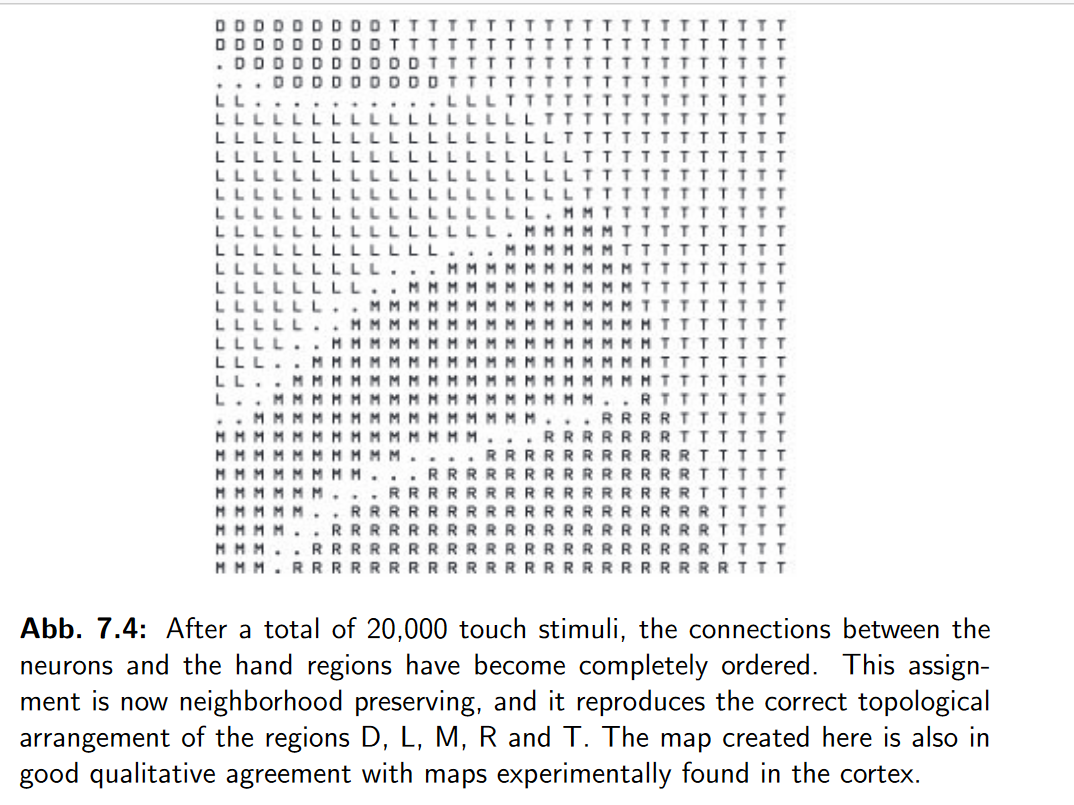 D D D D D D D D D T T T T T T T T T T T T T T T T T T T T T
D D D D D D D D D T T T T T T T T T T T T T T T T T T T T T
. D D D D D D D D D D T T T T T T T T T T T T T T T T T T T
. . . D D D D D D D D D T T T T T T T T T T T T T T T T T T
L L . . . . . . . . . . L L L T T T T T T T T T T T T T T T
L L L L L L L L L L L L L L L L L T T T T T T T T T T T T T
L L L L L L L L L L L L L L L L L L T T T T T T T T T T T T
L L L L L L L L L L L L L L L L L L L T T T T T T T T T T T
L L L L L L L L L L L L L L L L L L L T T T T T T T T T T T
L L L L L L L L L L L L L L L L L L L T T T T T T T T T T T
L L L L L L L L L L L L L L L L L . M M T T T T T T T T T T
L L L L L L L L L L L L L L L . M M M M M T T T T T T T T T
L L L L L L L L L L L L . . . M M M M M M T T T T T T T T T
L L L L L L L L L . . . M M M M M M M M M M T T T T T T T T
L L L L L L L L . . M M M M M M M M M M M M T T T T T T T T
L L L L L L . . M M M M M M M M M M M M M M T T T T T T T T
L L L L L . . M M M M M M M M M M M M M M M M T T T T T T T
L L L L . . M M M M M M M M M M M M M M M M M T T T T T T T
L L L . . M M M M M M M M M M M M M M M M M M T T T T T T T
L L . . M M M M M M M M M M M M M M M M M M M T T T T T T T
L . . M M M M M M M M M M M M M M M M M . . R T T T T T T T
. . M M M M M M M M M M M M M M M . . . R R R R T T T T T T
M M M M M M M M M M M M M M . . . R R R R R R R T T T T T T
M M M M M M M M M M . . . . R R R R R R R R R R R T T T T T
M M M M M M M M . . . R R R R R R R R R R R R R R T T T T T
M M M M M M . . . R R R R R R R R R R R R R R R R T T T T T
M M M M M . . R R R R R R R R R R R R R R R R R R R T T T T
M M M M . . R R R R R R R R R R R R R R R R R R R R T T T T
M M M . . R R R R R R R R R R R R R R R R R R R R R T T T T
M M M . R R R R R R R R R R R R R R R R R R R R R R R T T T
Abb. 7.4: After a total of 20,000 touch stimuli, the connections between the
neurons and the hand regions have become completely ordered. This assign-
ment is now neighborhood preserving, and it reproduces the correct topological
arrangement of the regions D, L, M, R and T. The map created here is also in
good qualitative agreement with maps experimentally found in the cortex.